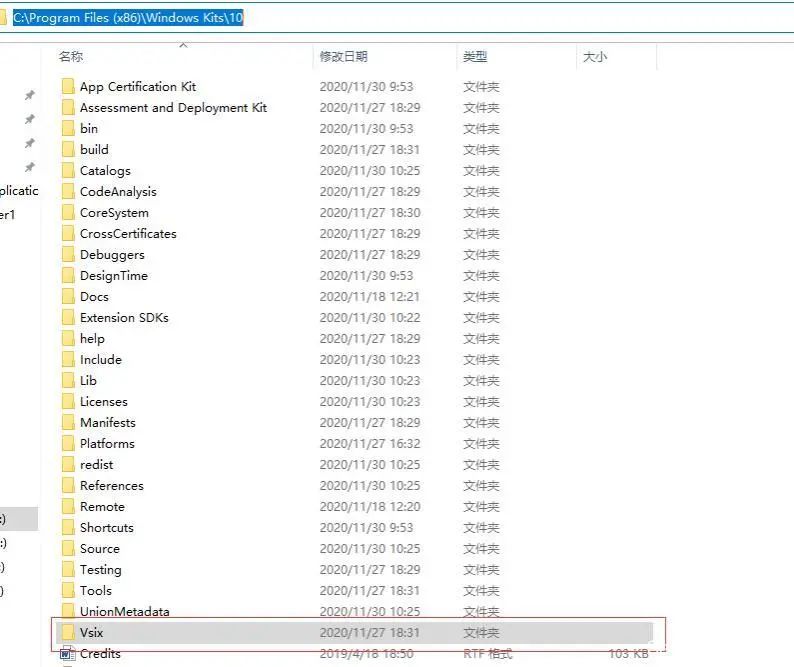 C:\Program Files (x86)\Windows Kits\10
名称 修改日期 类型 大小
App Certification Kit 2020/11/30 9:53 文件夹
Assessment and Deployment Kit 2020/11/27 18:29 文件夹
bin 2020/11/30 9:53 文件夹
build 2020/11/27 18:31 文件夹
Catalogs 2020/11/30 10:25 文件夹
plicatic CodeAnalysis 2020/11/27 18:29 文件夹
er1 CoreSystem 2020/11/27 18:30 文件夹
CrossCertificates 2020/11/27 18:29 文件夹
Debuggers 2020/11/27 18:29 文件夹
DesignTime 2020/11/30 9:53 文件夹
Docs 2020/11/18 12:21 文件夹
Extension SDKs 2020/11/30 10:22 文件夹
help 2020/11/27 18:29 文件夹
Include 2020/11/30 10:23 文件夹
Lib 2020/11/30 10:23 文件夹
Licenses 2020/11/30 10:23 文件夹
Manifests 2020/11/27 18:29 文件夹
Platforms 2020/11/27 16:32 文件夹
redist 2020/11/30 10:25 文件夹
References 2020/11/30 10:25 文件夹
Remote 2020/11/18 12:20 文件夹
:) Shortcuts 2020/11/30 9:53 文件夹
:) Source 2020/11/30 10:25 文件夹
:) Testing 2020/11/27 18:29 文件夹
) Tools 2020/11/27 18:31 文件夹
UnionMetadata 2020/11/30 10:25 文件夹
Vsix 2020/11/27 18:31 文件夹
Credits 2019/4/18 18:50 RTF 格式 103 KB